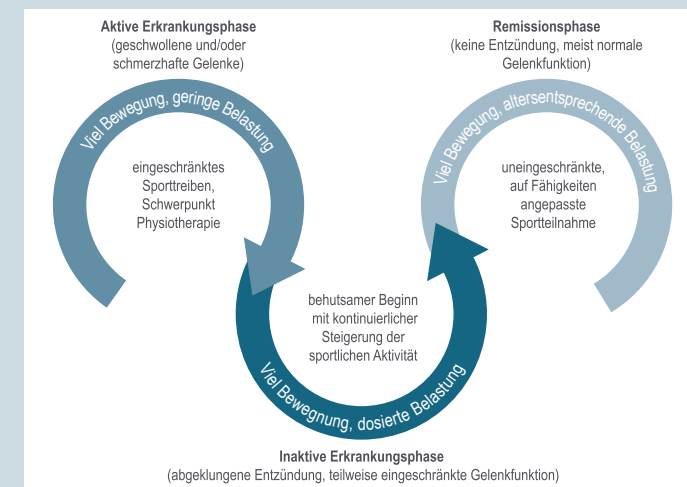 Aktive Erkrankungsphase
(geschwollene und/oder
schmerzhafte Gelenke)
Viel Bewegung, geringe Belastung
eingeschränktes
Sporttreiben,
Schwerpunkt
Physiotherapie
Remissionsphase
(keine Entzündung, meist normale
Gelenkfunktion)
Viel Bewegung, altersentsprechende Belastung
uneingeschränkte,
auf Fähigkeiten
angepasste
Sportteilnahme
behutsamer Beginn
mit kontinuierlicher
Steigerung der
sportlichen Aktivität
Viel Bewegnung, dosierte Belastung
Inaktive Erkrankungsphase
(abgeklungene Entzündung, teilweise eingeschränkte Gelenkfunktion)